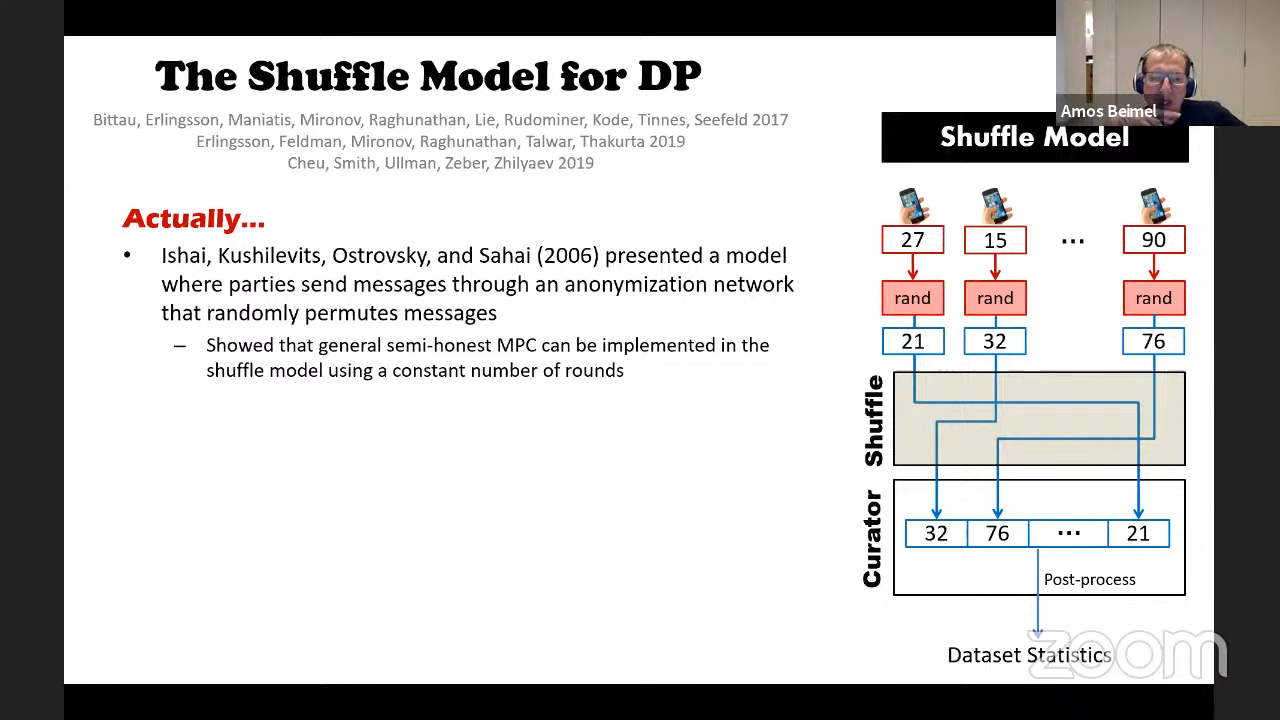 The Shuffle Model for DP
Bittau, Erlingsson, Maniatis, Mironov, Raghunathan, Lie, Rudominer, Kode, Tinnes, Seefeld 2017
Erlingsson, Feldman, Mironov, Raghunathan, Talwar, Thakurta 2019
Cheu, Smith, Ullman, Zeber, Zhilyaev 2019
Actually...
• Ishai, Kushilevits, Ostrovsky, and Sahai (2006) presented a model
where parties send messages through an anonymization network
that randomly permutes messages
– Showed that general semi-honest MPC can be implemented in the
shuffle model using a constant number of rounds
Amos Beimel
Shuffle Model
27 15 ... 90
rand rand rand
21 32 76
Shuffle
Curator
32 76 ... 21
Post-process
Dataset Statistics
zoom